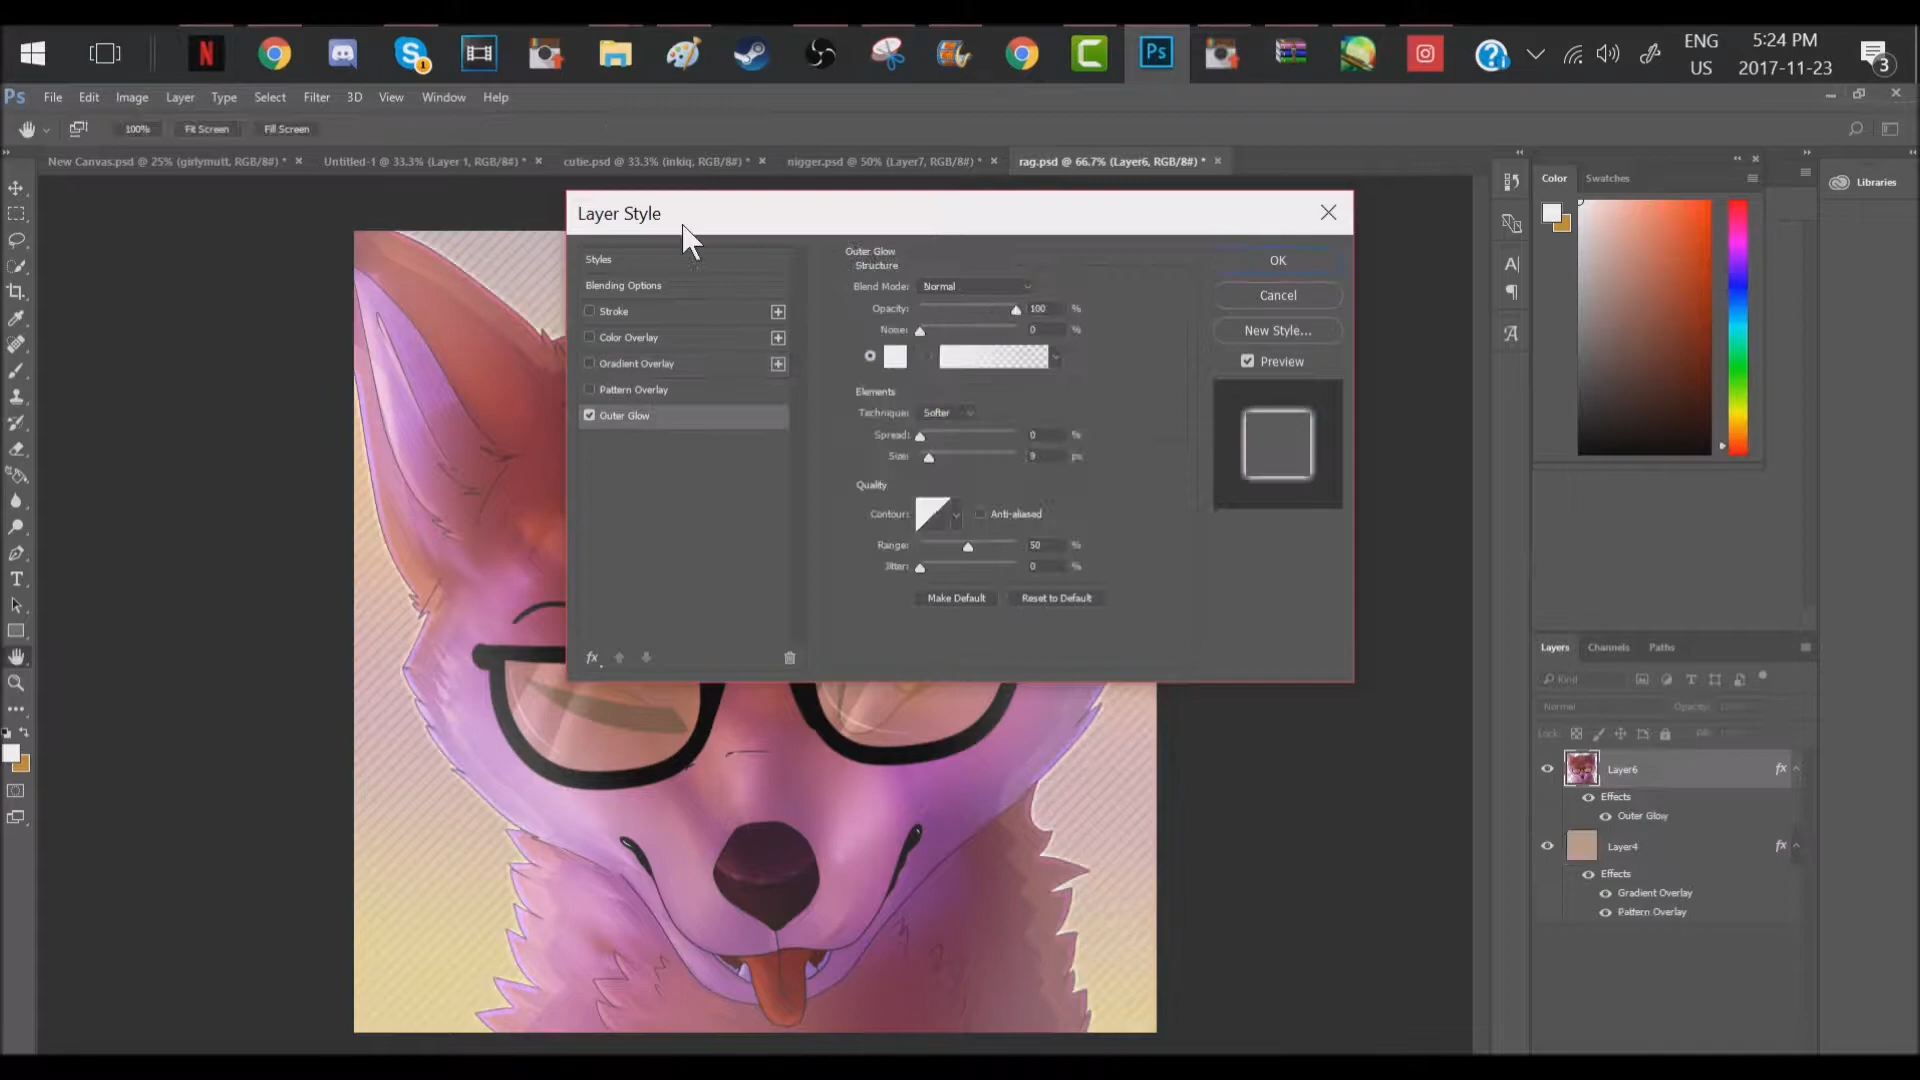 ENG 5:24 PM
US 2017-11-23 3
Ps File Edit Image Layer Type Select Filter 3D View Window Help
100% Fit Screen Fill Screen
New Canvas.psd @ 25% (girlymutt, RGB/8#) * Untitled-1 @ 33.3% (Layer 1, RGB/8#) * cutie.psd @ 33.3% (inkiq, RGB/8#) * nigger.psd @ 50% (Layer7, RGB/8#) * rag.psd @ 66.7% (Layer6, RGB/8#) *
Layer Style
Styles
Blending Options
Stroke
Color Overlay
Gradient Overlay
Pattern Overlay
Outer Glow
fx
Outer Glow
Structure
Blend Mode: Normal
Opacity: 100 %
Noise: 0 %
Elements
Technique: Softer
Spread: 0 %
Size: 9 px
Quality
Contour: Anti-aliased
Range: 50 %
Jitter: 0 %
Make Default Reset to Default
OK
Cancel
New Style...
Preview
Color Swatches
Libraries
Layers Channels Paths
Kind
Normal Opacity:
Lock:
Layer6 fx
Effects
Outer Glow
Layer4 fx
Effects
Gradient Overlay
Pattern Overlay